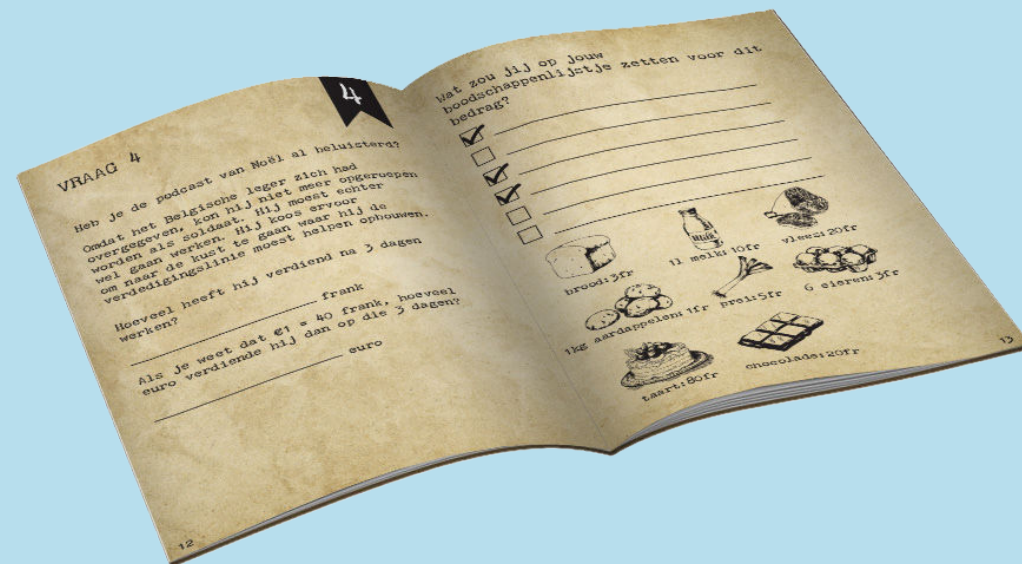 4
VRAAG 4
Heb je de podcast van Noël al beluisterd?
Omdat het Belgische leger zich had
overgegeven, kon hij niet meer opgeroepen
worden als soldaat. Hij moest echter
wel gaan werken. Hij koos ervoor
om naar de kust te gaan waar hij de
verdedigingslinie moest helpen opbouwen.
Hoeveel heeft hij verdiend na 3 dagen
werken?
frank
Als je weet dat €1 = 40 frank, hoeveel
euro verdiende hij dan op die 3 dagen?
euro
12
Wat zou jij op jouw
boodschappenlijstje zetten voor dit
bedrag?
brood: 3fr
MILK
1l melk: 10fr
vlees: 20fr
1kg aardappelen: 1fr
prei: 5fr
6 eieren: 3fr
taart: 80fr
chocolade: 20fr
13